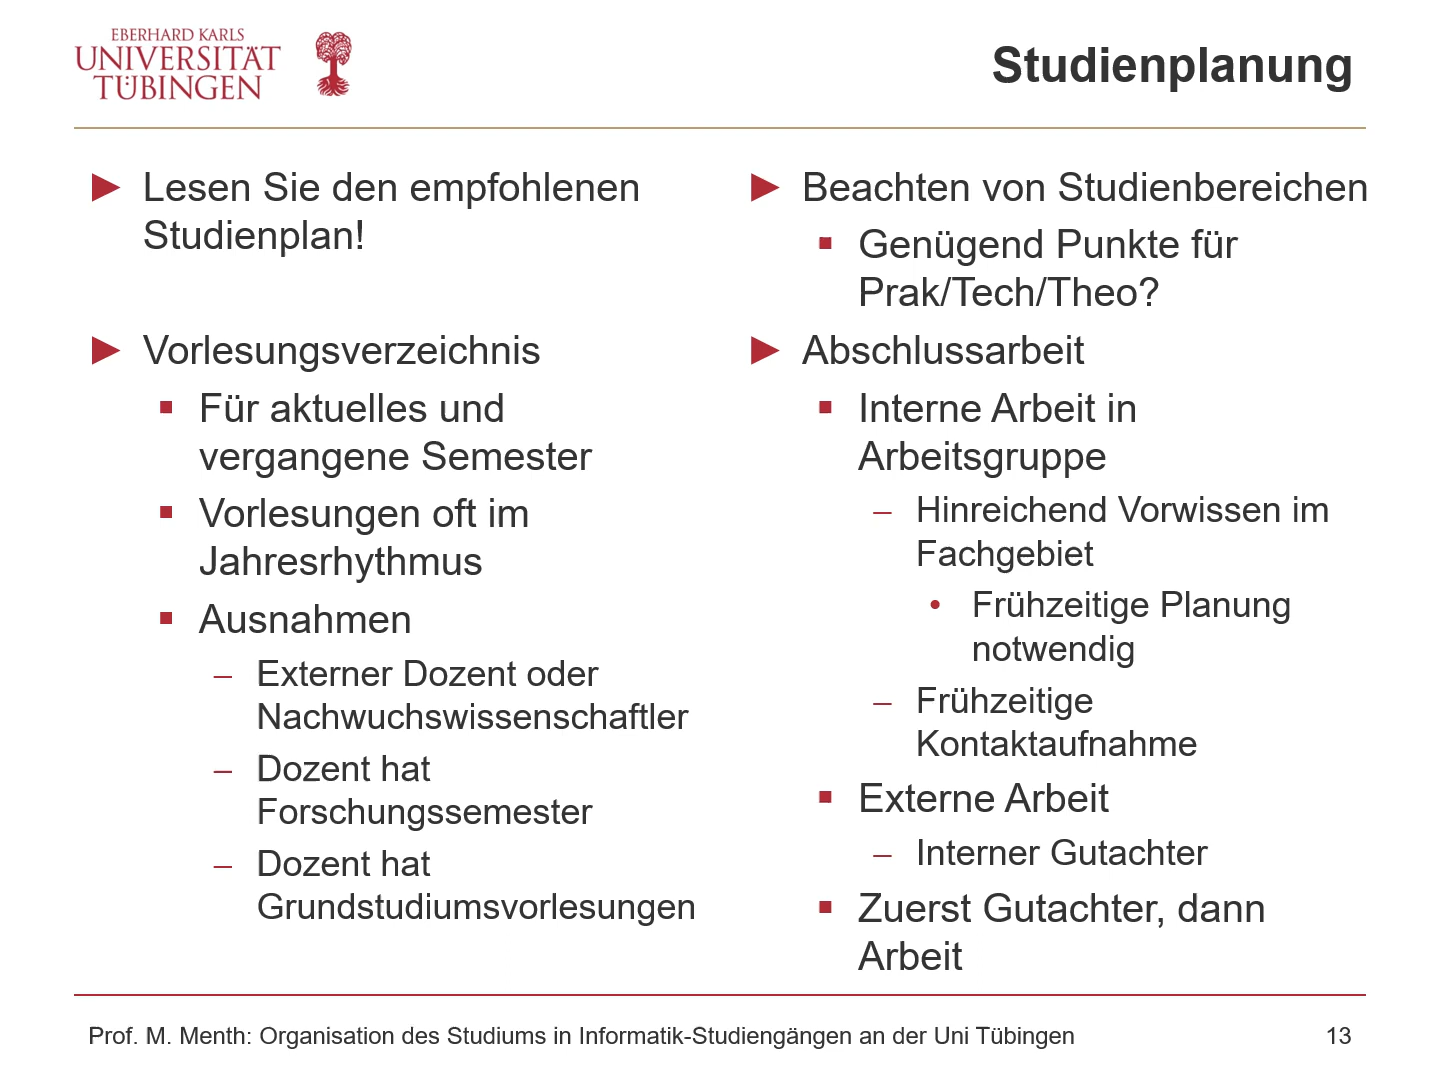 EBERHARD KARLS
UNIVERSITÄT
TÜBINGEN
Studienplanung
Lesen Sie den empfohlenen
Studienplan!
Vorlesungsverzeichnis
Für aktuelles und
vergangene Semester
Vorlesungen oft im
Jahresrhythmus
Ausnahmen
– Externer Dozent oder
Nachwuchswissenschaftler
– Dozent hat
Forschungssemester
– Dozent hat
Grundstudiumsvorlesungen
Beachten von Studienbereichen
Genügend Punkte für
Prak/Tech/Theo?
Abschlussarbeit
Interne Arbeit in
Arbeitsgruppe
– Hinreichend Vorwissen im
Fachgebiet
• Frühzeitige Planung
notwendig
– Frühzeitige
Kontaktaufnahme
Externe Arbeit
– Interner Gutachter
Zuerst Gutachter, dann
Arbeit
Prof. M. Menth: Organisation des Studiums in Informatik-Studiengängen an der Uni Tübingen
13